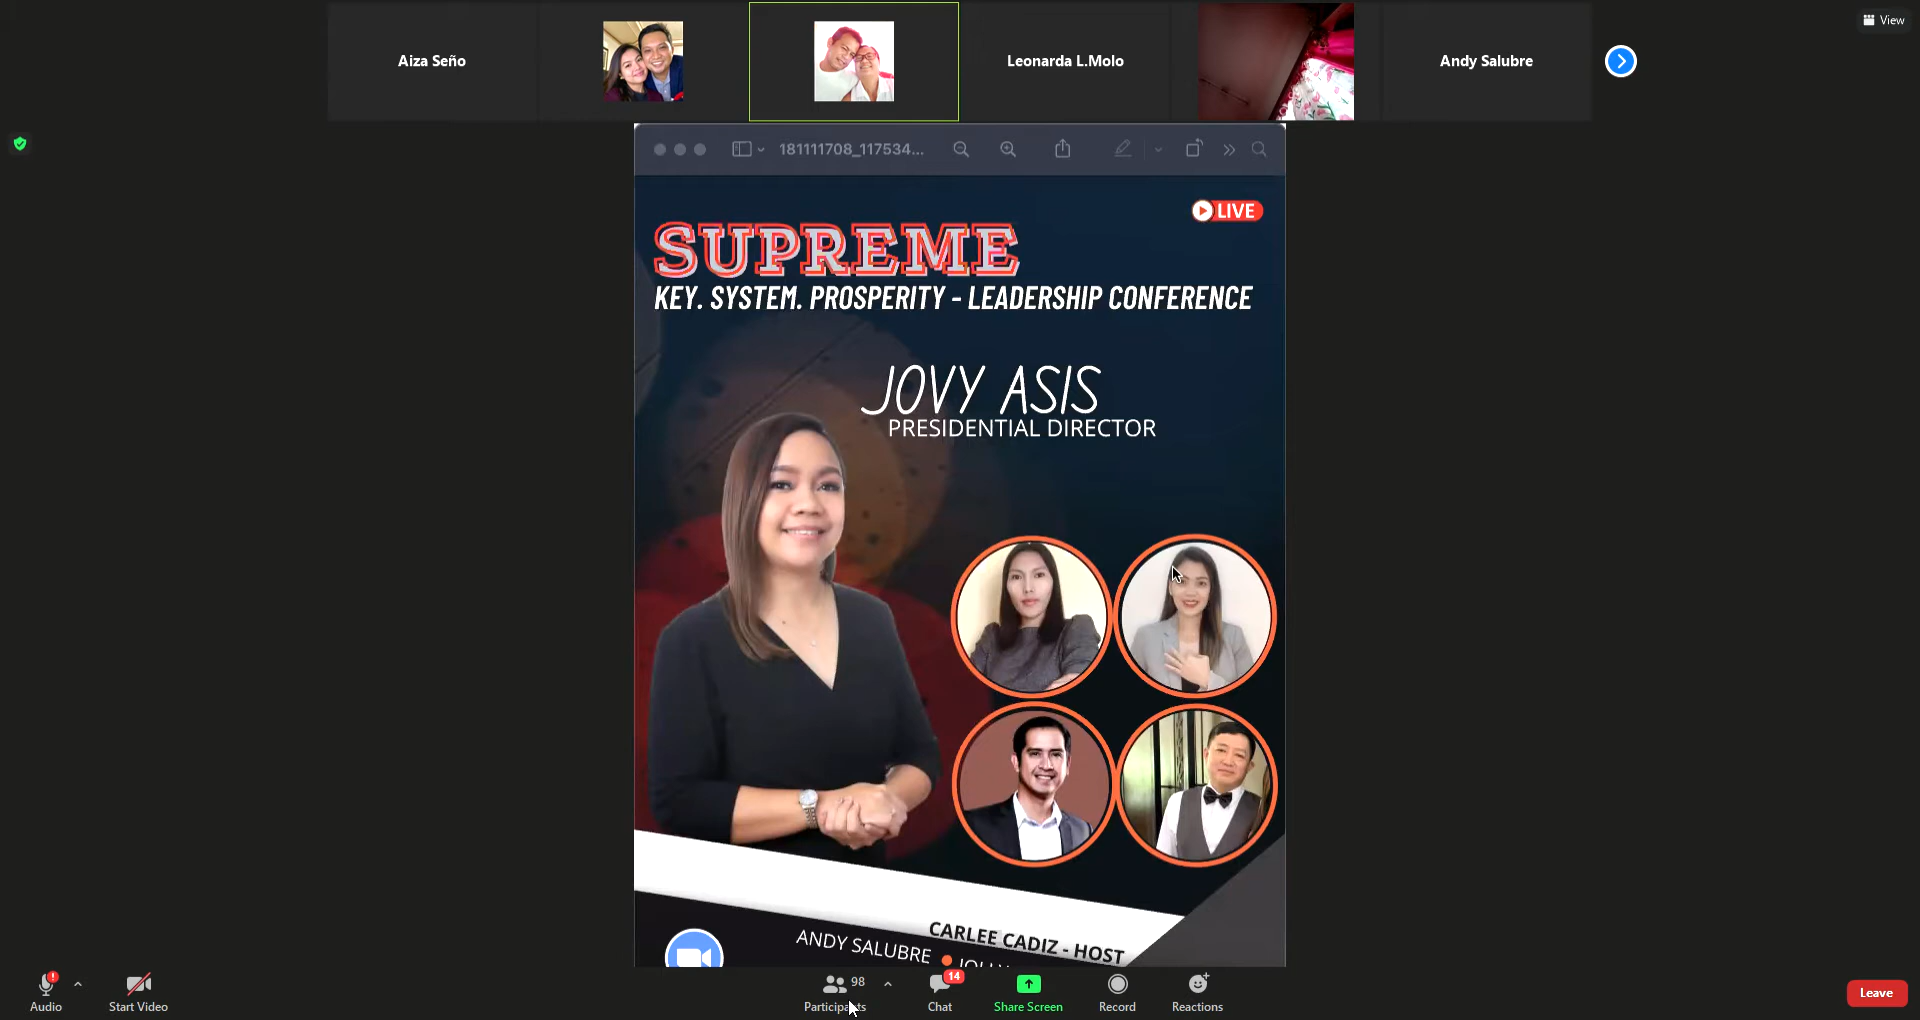 View
Aiza Seño
Leonarda L.Molo
Andy Salubre
181111708_117534...
LIVE
SUPREME
KEY. SYSTEM. PROSPERITY - LEADERSHIP CONFERENCE
JOVY ASIS
PRESIDENTIAL DIRECTOR
CARLEE CADIZ - HOST
ANDY SALUBRE
Audio
Start Video
98
Participants
14
Chat
Share Screen
Record
Reactions
Leave